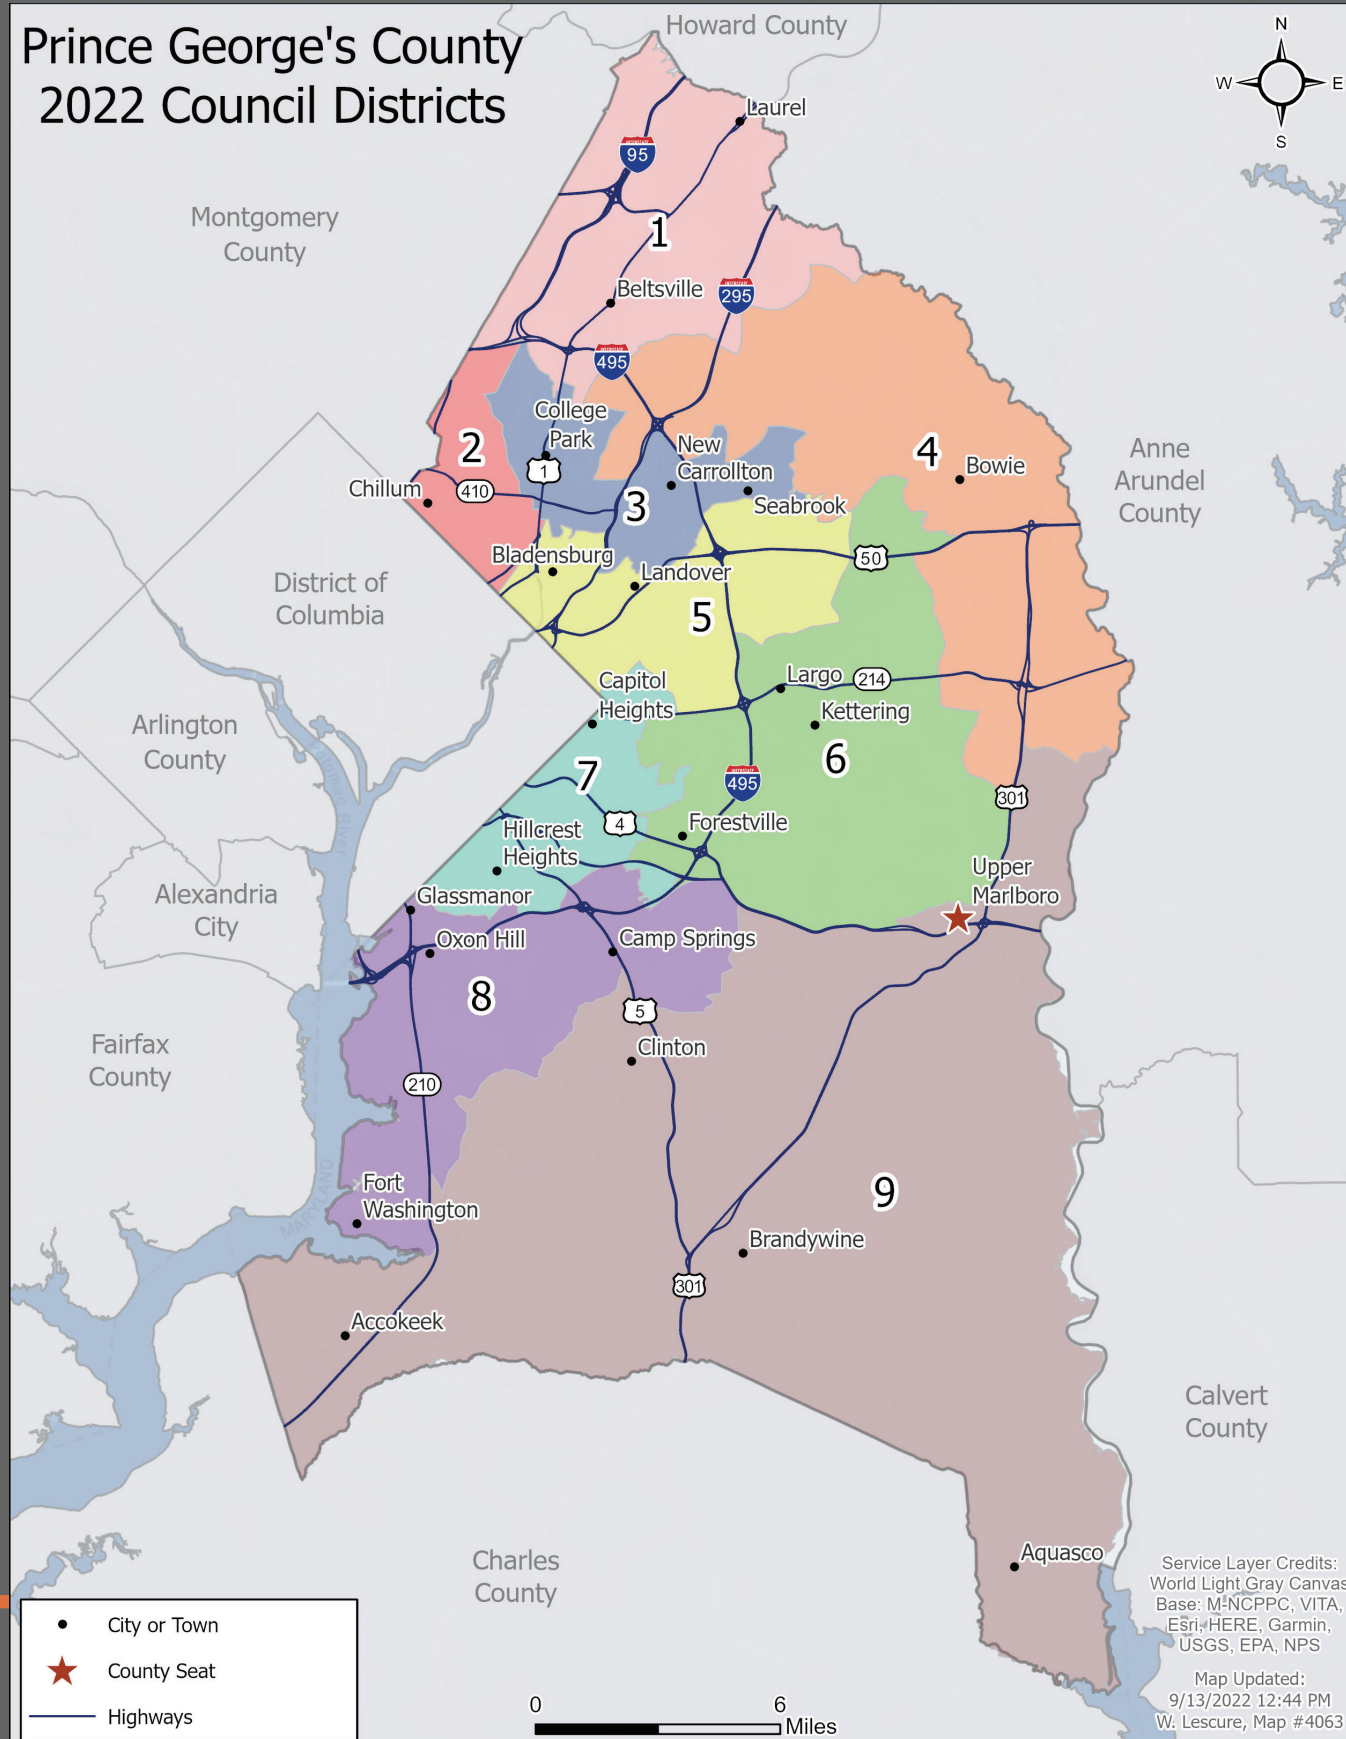 Prince George's County
2022 Council Districts
Howard County
N
W
E
S
Laurel
95
Montgomery
County
1
Beltsville
295
495
College
Park
2
1
New
Carrollton
4
Bowie
Anne
Arundel
County
Chillum
410
3
Seabrook
Bladensburg
50
Landover
District of
Columbia
5
Capitol
Heights
Largo
214
Kettering
Arlington
County
Potomac River
7
6
495
301
4
Forestville
Hillcrest
Heights
Upper
Marlboro
Alexandria
City
Glassmanor
Oxon Hill
Camp Springs
8
5
Fairfax
County
Clinton
210
Fort
Washington
MARYLAND
9
Brandywine
301
Accokeek
Calvert
County
Charles
County
Aquasco
Service Layer Credits:
World Light Gray Canvas
Base: M-NCPPC, VITA,
Esri, HERE, Garmin,
USGS, EPA, NPS
Map Updated:
9/13/2022 12:44 PM
W. Lescure, Map #4063
City or Town
County Seat
Highways
0
6
Miles